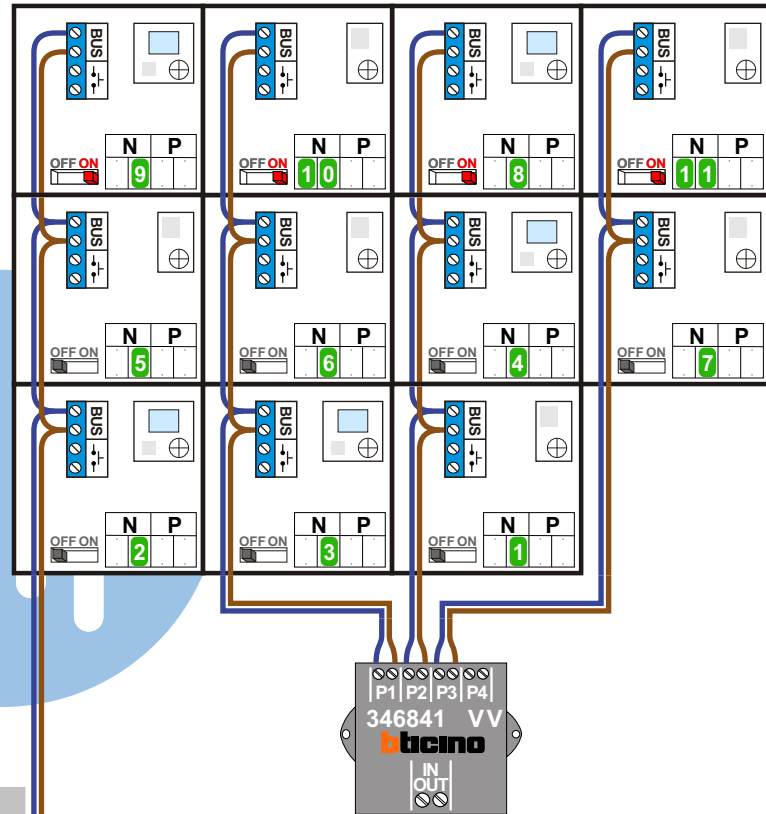 BUS BUS BUS BUS
N P N P N P N P
OFF ON OFF ON OFF ON OFF ON
9 10 8 11
BUS BUS BUS BUS
N P N P N P N P
OFF ON OFF ON OFF ON OFF ON
5 6 4 7
BUS BUS BUS
N P N P N P
OFF ON OFF ON OFF ON
2 3 1
P1 P2 P3 P4
346841 V V
bticino
IN
OUT